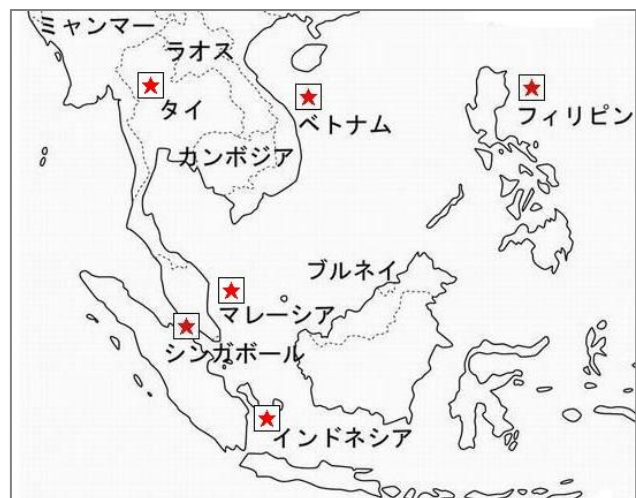 ミャンマー
ラオス
タイ
ベトナム
フィリピン
カンボジア
ブルネイ
マレーシア
シンガポール
インドネシア